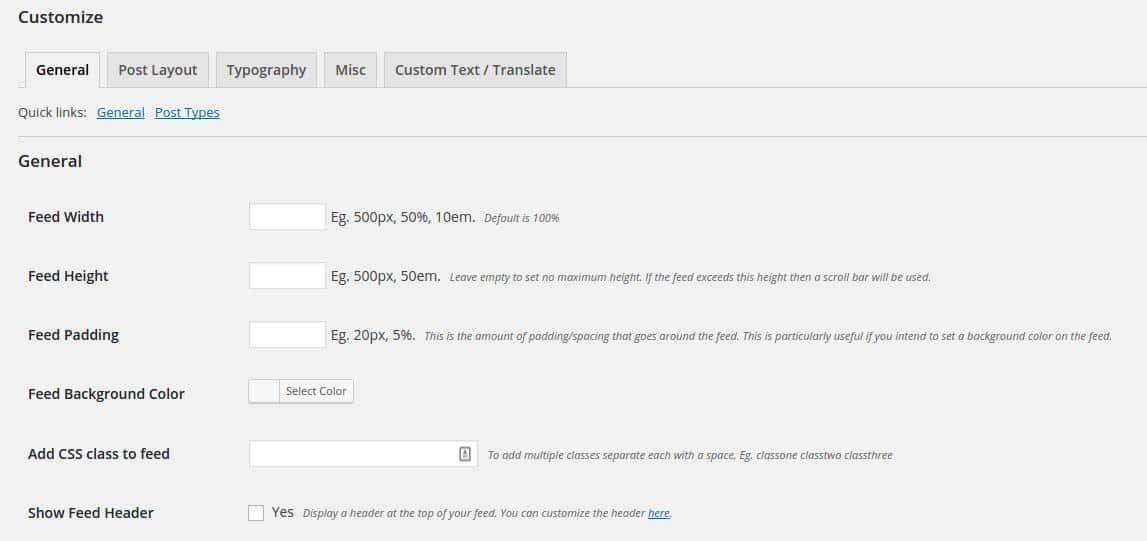 Customize
General Post Layout Typography Misc Custom Text / Translate
Quick links: General Post Types
General
Feed Width Eg. 500px, 50%, 10em. Default is 100%
Feed Height Eg. 500px, 50em. Leave empty to set no maximum height. If the feed exceeds this height then a scroll bar will be used.
Feed Padding Eg. 20px, 5%. This is the amount of padding/spacing that goes around the feed. This is particularly useful if you intend to set a background color on the feed.
Feed Background Color Select Color
Add CSS class to feed To add multiple classes separate each with a space, Eg. classone classtwo classthree
Show Feed Header Yes Display a header at the top of your feed. You can customize the header here.